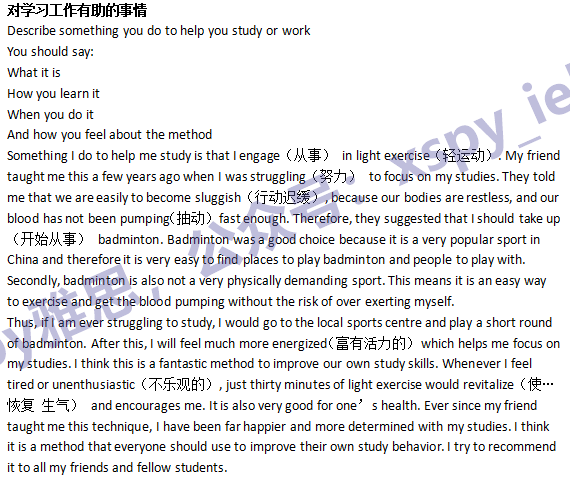 对学习工作有助的事情
Describe something you do to help you study or work
You should say:
What it is
How you learn it
When you do it
And how you feel about the method
Something I do to help me study is that I engage（从事） in light exercise（轻运动）. My friend
taught me this a few years ago when I was struggling（努力） to focus on my studies. They told
me that we are easily to become sluggish（行动迟缓）, because our bodies are restless, and our
blood has not been pumping(抽动) fast enough. Therefore, they suggested that I should take up
（开始从事） badminton. Badminton was a good choice because it is a very popular sport in
China and therefore it is very easy to find places to play badminton and people to play with.
Secondly, badminton is also not a very physically demanding sport. This means it is an easy way
to exercise and get the blood pumping without the risk of over exerting myself.
Thus, if I am ever struggling to study, I would go to the local sports centre and play a short round
of badminton. After this, I will feel much more energized(富有活力的) which helps me focus on
my studies. I think this is a fantastic method to improve our own study skills. Whenever I feel
tired or unenthusiastic（不乐观的）, just thirty minutes of light exercise would revitalize（使…
恢复 生气） and encourages me. It is also very good for one’s health. Ever since my friend
taught me this technique, I have been far happier and more determined with my studies. I think
it is a method that everyone should use to improve their own study behavior. I try to recommend
it to all my friends and fellow students.
py雅思，公众号：xspy_iel